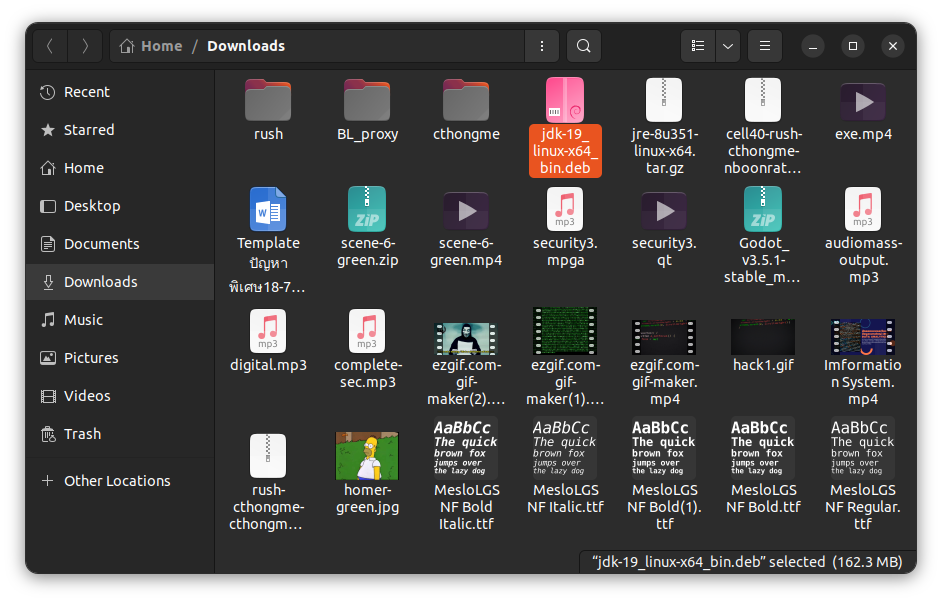 Home / Downloads
Recent
Starred
Home
Desktop
Documents
Downloads
Music
Pictures
Videos
Trash
Other Locations
rush
BL_proxy
cthongme
jdk-19_
linux-x64_
bin.deb
jre-8u351-
linux-x64.
tar.gz
cell40-rush-
cthongme-
nboonrat…
exe.mp4
W
Template
ปัญหา
พิเศษ18-7…
ZiP
scene-6-
green.zip
scene-6-
green.mp4
mp3
security3.
mpga
security3.
qt
ZiP
Godot_
v3.5.1-
stable_m…
mp3
audiomass-
output.
mp3
mp3
digital.mp3
mp3
complete-
sec.mp3
ezgif.com-
gif-
maker(2).…
ezgif.com-
gif-
maker(1).…
ezgif.com-
gif-maker.
mp4
hack1.gif
Imformatio
n System.
mp4
rush-
cthongme-
cthongm…
homer-
green.jpg
AaBbCc
The quick
brown fox
jumps over
the lazy dog
MesloLGS
NF Bold
Italic.ttf
AaBbCc
The quick
brown fox
jumps over
the lazy dog
MesloLGS
NF Italic.ttf
AaBbCc
The quick
brown fox
jumps over
the lazy dog
MesloLGS
NF Bold(1).
ttf
AaBbCc
The quick
brown fox
jumps over
the lazy dog
MesloLGS
NF Bold.ttf
AaBbCc
The quick
brown fox
jumps over
the lazy dog
MesloLGS
NF Regular.
ttf
“jdk-19_linux-x64_bin.deb” selected (162.3 MB)